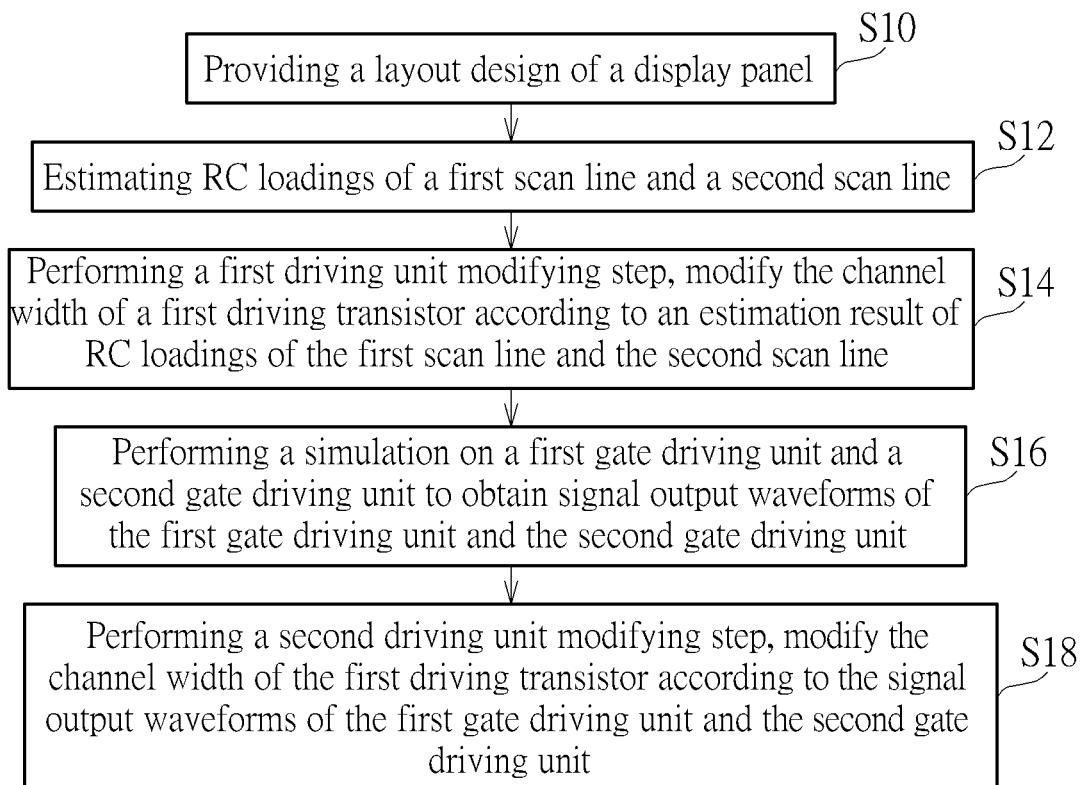 S10
Providing a layout design of a display panel
S12
Estimating RC loadings of a first scan line and a second scan line
S14
Performing a first driving unit modifying step, modify the channel
width of a first driving transistor according to an estimation result of
RC loadings of the first scan line and the second scan line
S16
Performing a simulation on a first gate driving unit and a
second gate driving unit to obtain signal output waveforms of
the first gate driving unit and the second gate driving unit
S18
Performing a second driving unit modifying step, modify the
channel width of the first driving transistor according to the signal
output waveforms of the first gate driving unit and the second gate
driving unit